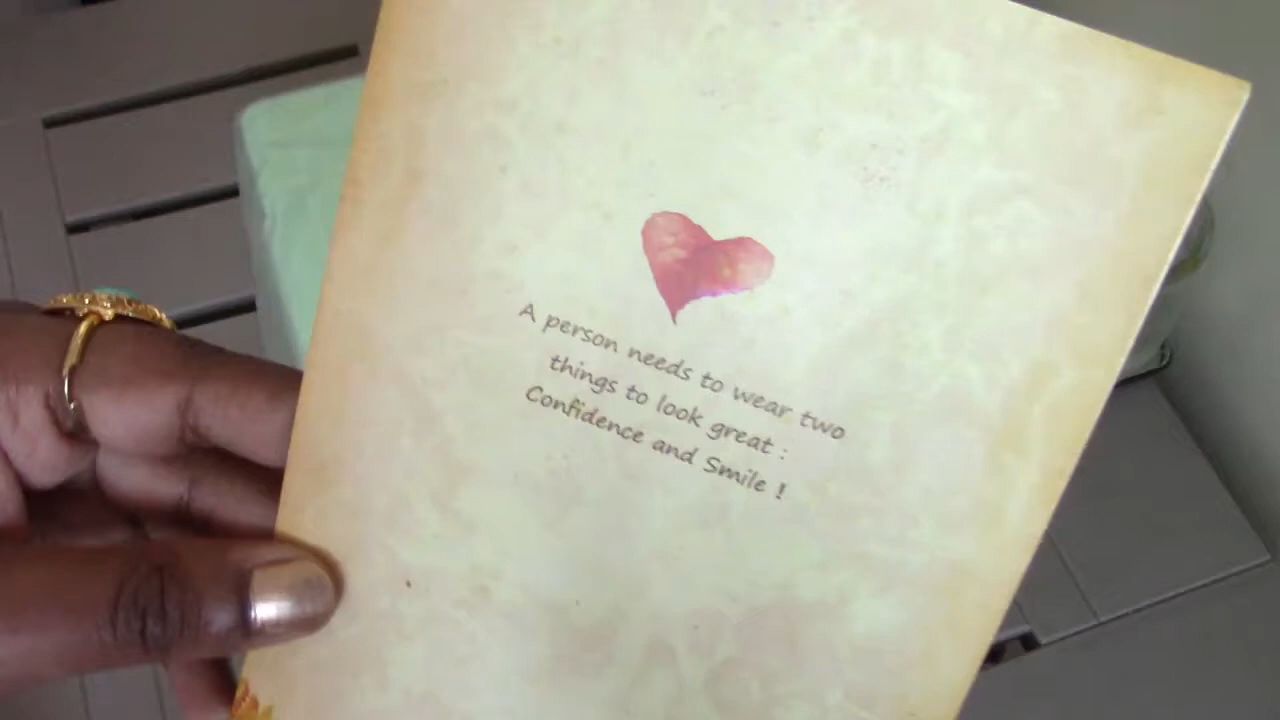 A person needs to wear two
things to look great :
Confidence and Smile !